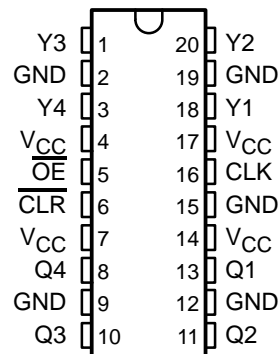 Y3 1 20 Y2
GND 2 19 GND
Y4 3 18 Y1
VCC 4 17 VCC
OE 5 16 CLK
CLR 6 15 GND
VCC 7 14 VCC
Q4 8 13 Q1
GND 9 12 GND
Q3 10 11 Q2